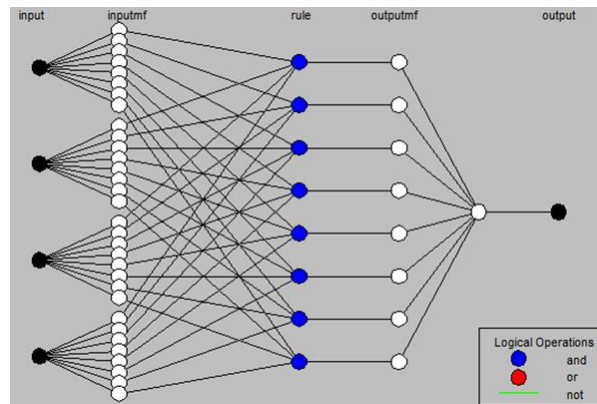 input inputmf rule outputmf output
Logical Operations
and
or
not